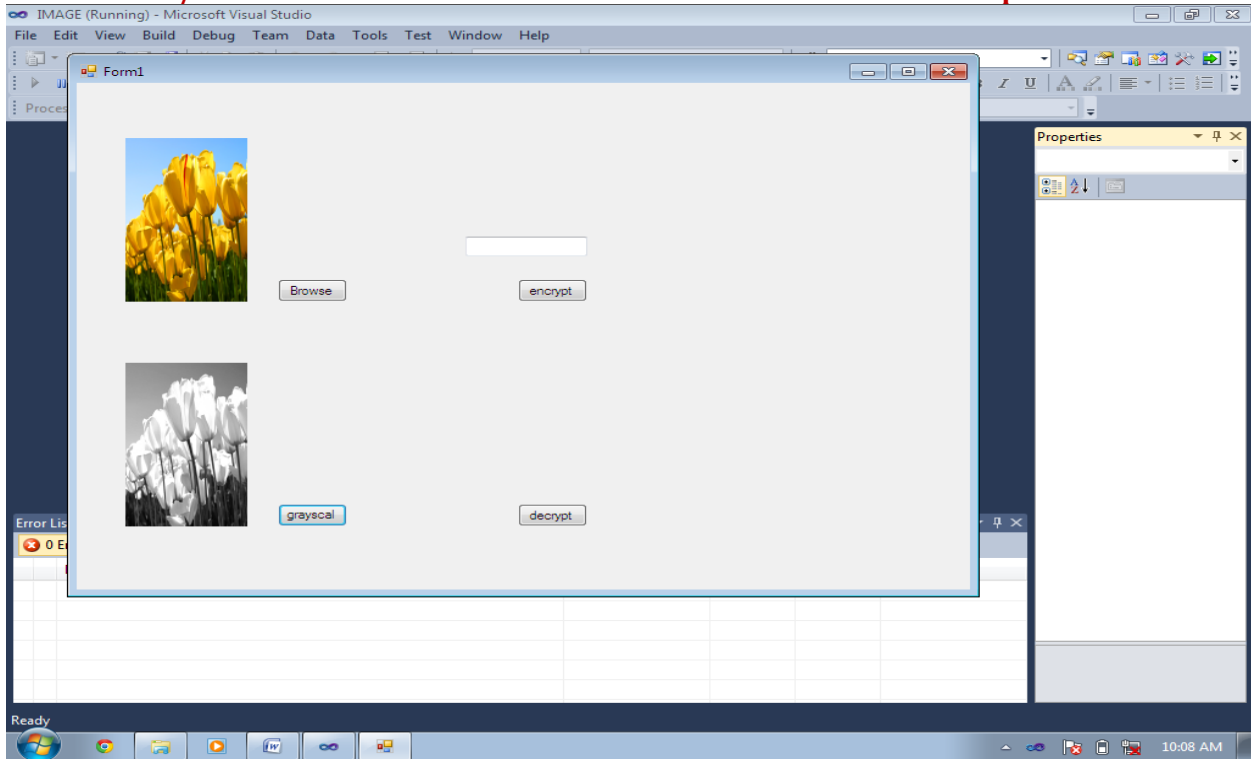 IMAGE (Running) - Microsoft Visual Studio
File Edit View Build Debug Team Data Tools Test Window Help
Form1
Proces
Properties
Browse
encrypt
grayscal
decrypt
Error Lis
0 E
Ready
10:08 AM